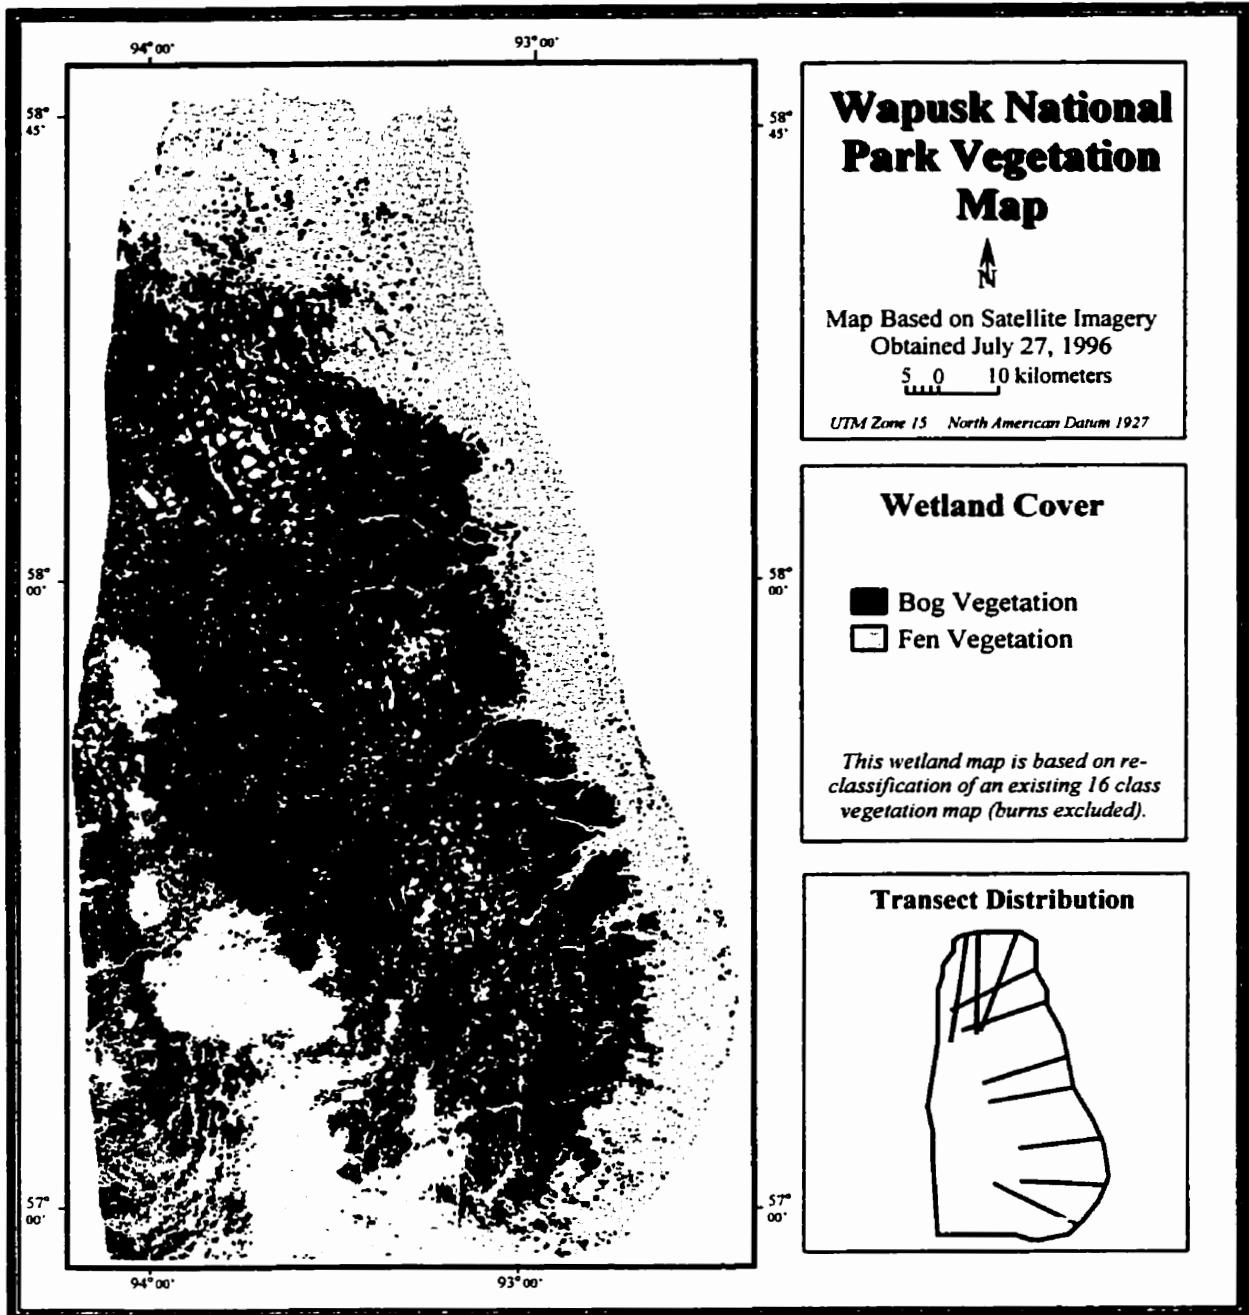 94° 00'
93° 00'
58°
45'
58°
45'
58°
00'
58°
00'
57°
00'
57°
00'
94° 00'
93° 00'
Wapusk National
Park Vegetation
Map
N
Map Based on Satellite Imagery
Obtained July 27, 1996
5 0 10 kilometers
UTM Zone 15 North American Datum 1927
Wetland Cover
Bog Vegetation
Fen Vegetation
This wetland map is based on re-
classification of an existing 16 class
vegetation map (burns excluded).
Transect Distribution